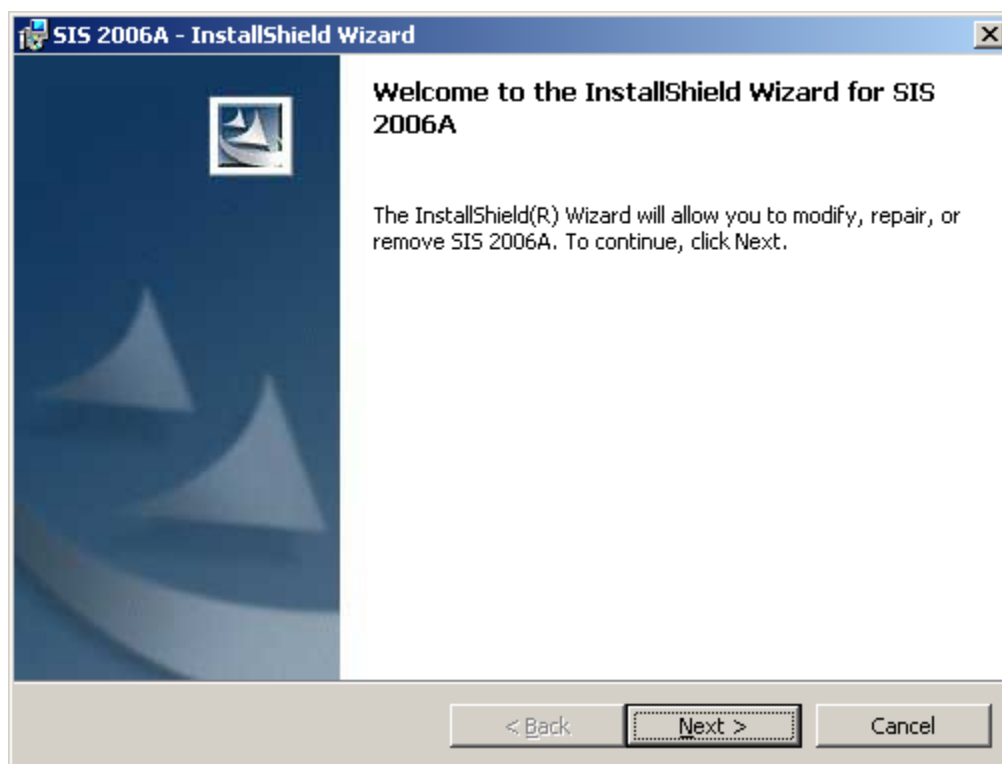 SIS 2006A - InstallShield Wizard
Welcome to the InstallShield Wizard for SIS
2006A
The InstallShield(R) Wizard will allow you to modify, repair, or
remove SIS 2006A. To continue, click Next.
< Back
Next >
Cancel